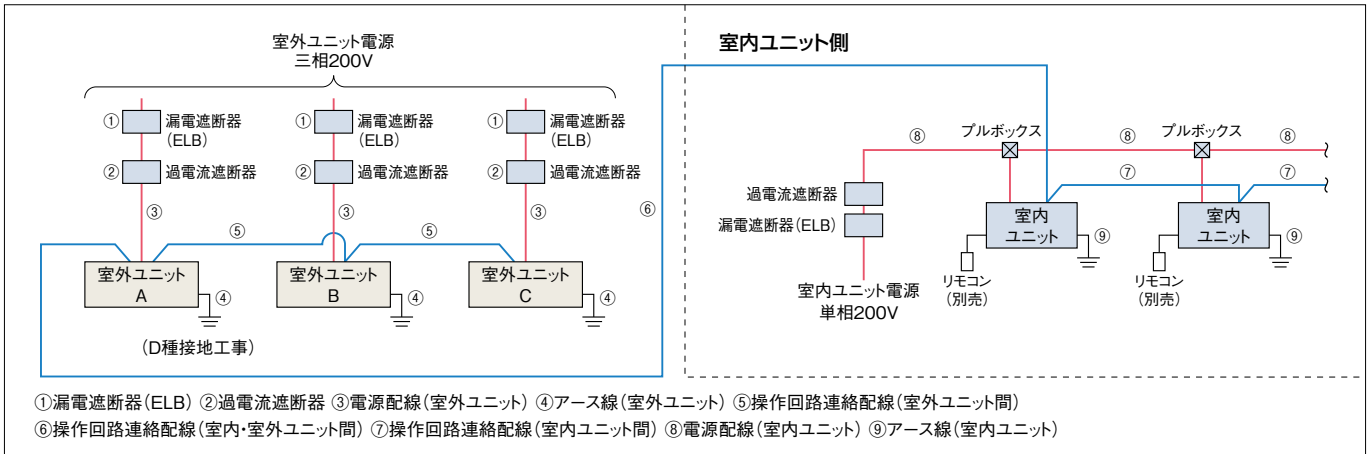 室外ユニット電源
三相200V
① 漏電遮断器
(ELB)
① 漏電遮断器
(ELB)
① 漏電遮断器
(ELB)
② 過電流遮断器
② 過電流遮断器
② 過電流遮断器
③
③
③
⑤
⑤
⑥
室外ユニット
A
④
室外ユニット
B
④
室外ユニット
C
④
(D種接地工事)
室内ユニット側
⑧
プルボックス
⑧
プルボックス
⑧
過電流遮断器
漏電遮断器(ELB)
室内ユニット電源
単相200V
⑦
⑦
室内
ユニット
⑨
リモコン
(別売)
室内
ユニット
⑨
リモコン
(別売)
①漏電遮断器(ELB) ②過電流遮断器 ③電源配線(室外ユニット) ④アース線(室外ユニット) ⑤操作回路連絡配線(室外ユニット間)
⑥操作回路連絡配線(室内・室外ユニット間) ⑦操作回路連絡配線(室内ユニット間) ⑧電源配線(室内ユニット) ⑨アース線(室内ユニット)